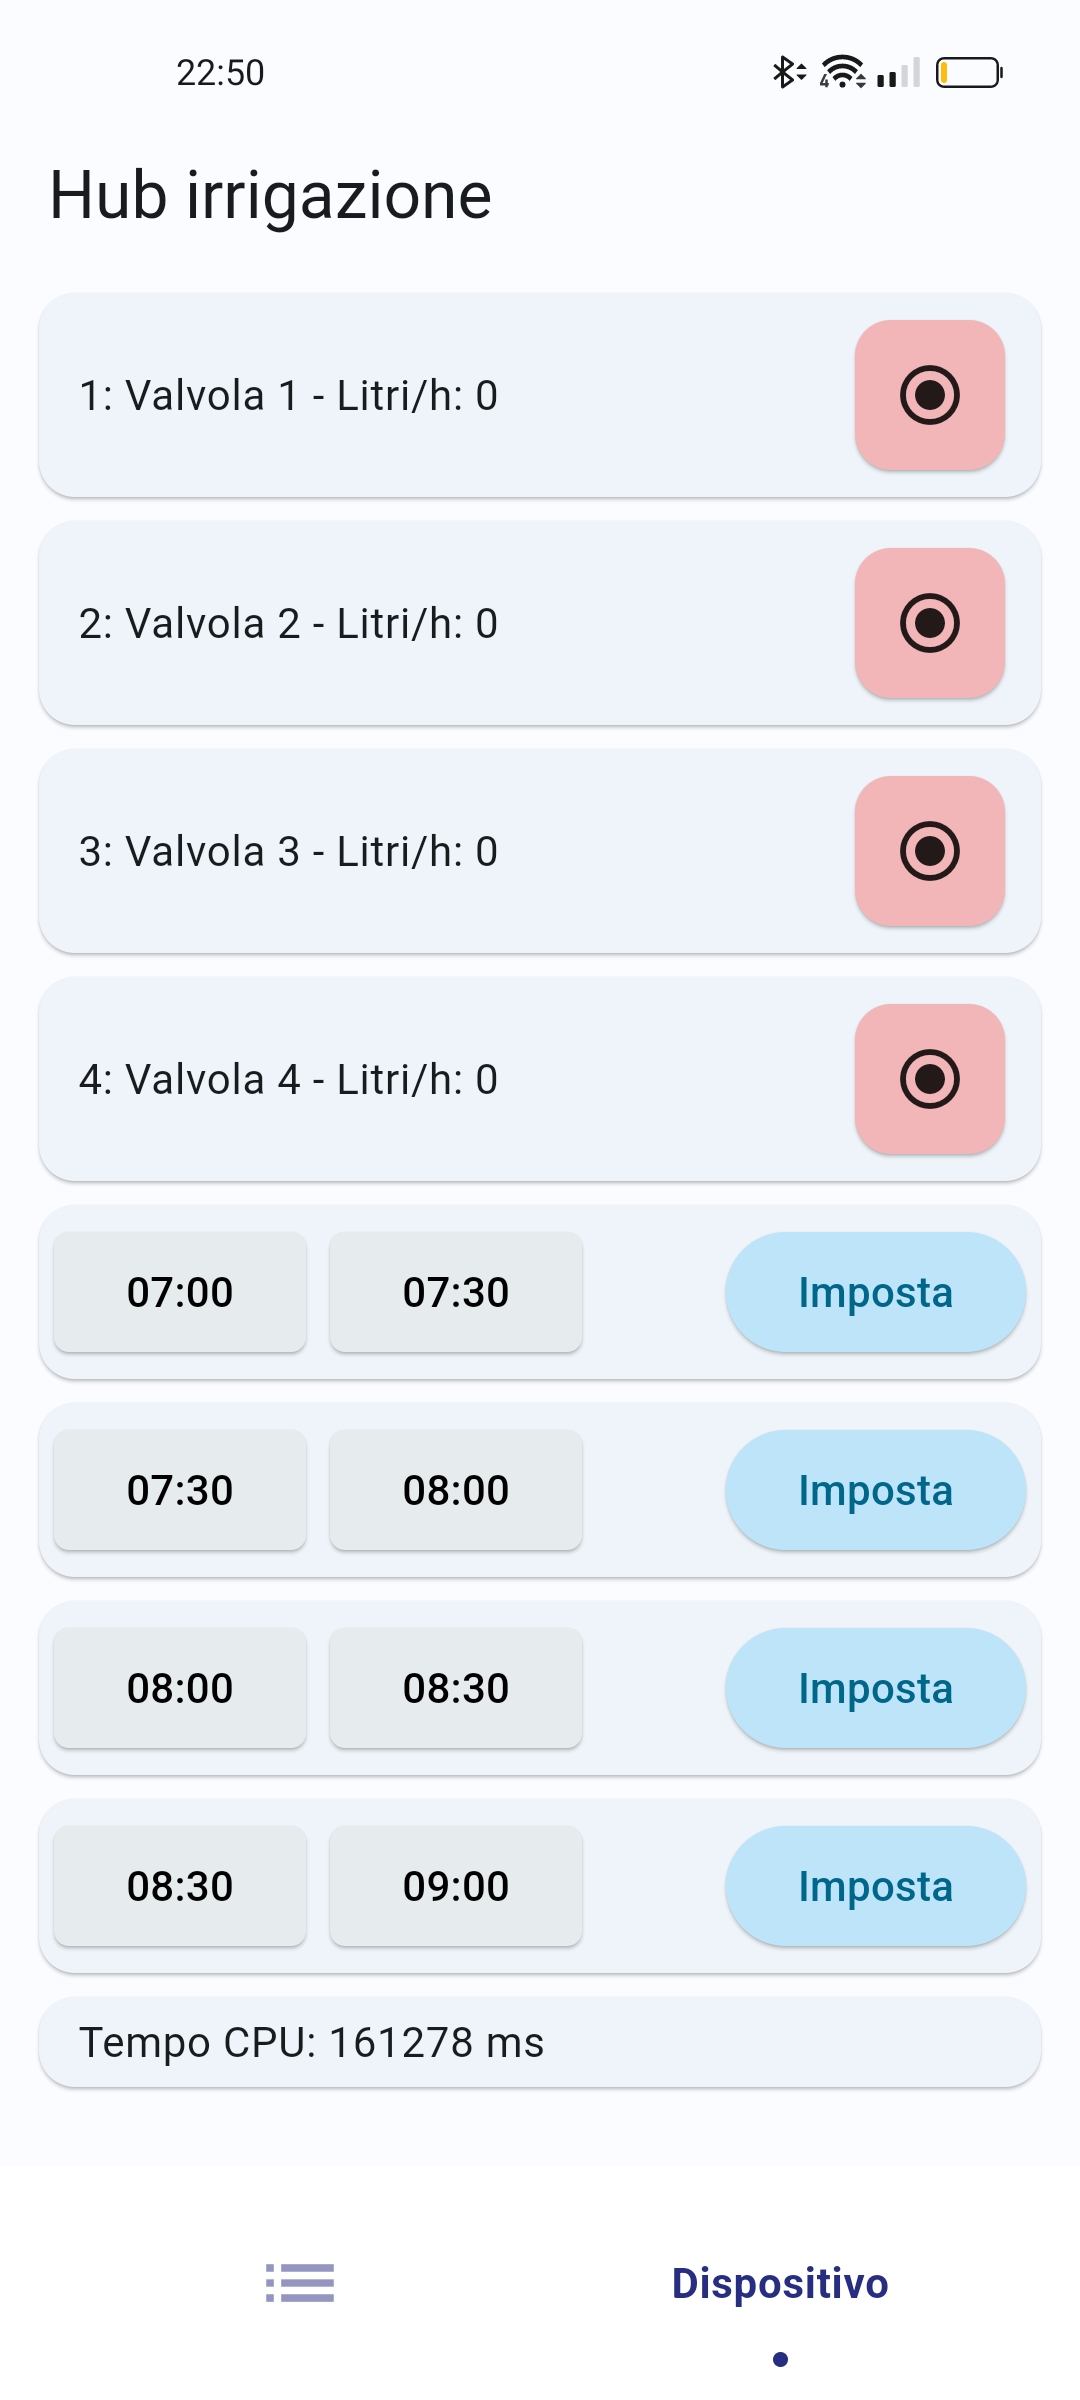 22:50
Hub irrigazione
1: Valvola 1 - Litri/h: 0
2: Valvola 2 - Litri/h: 0
3: Valvola 3 - Litri/h: 0
4: Valvola 4 - Litri/h: 0
07:00 07:30 Imposta
07:30 08:00 Imposta
08:00 08:30 Imposta
08:30 09:00 Imposta
Tempo CPU: 161278 ms
Dispositivo